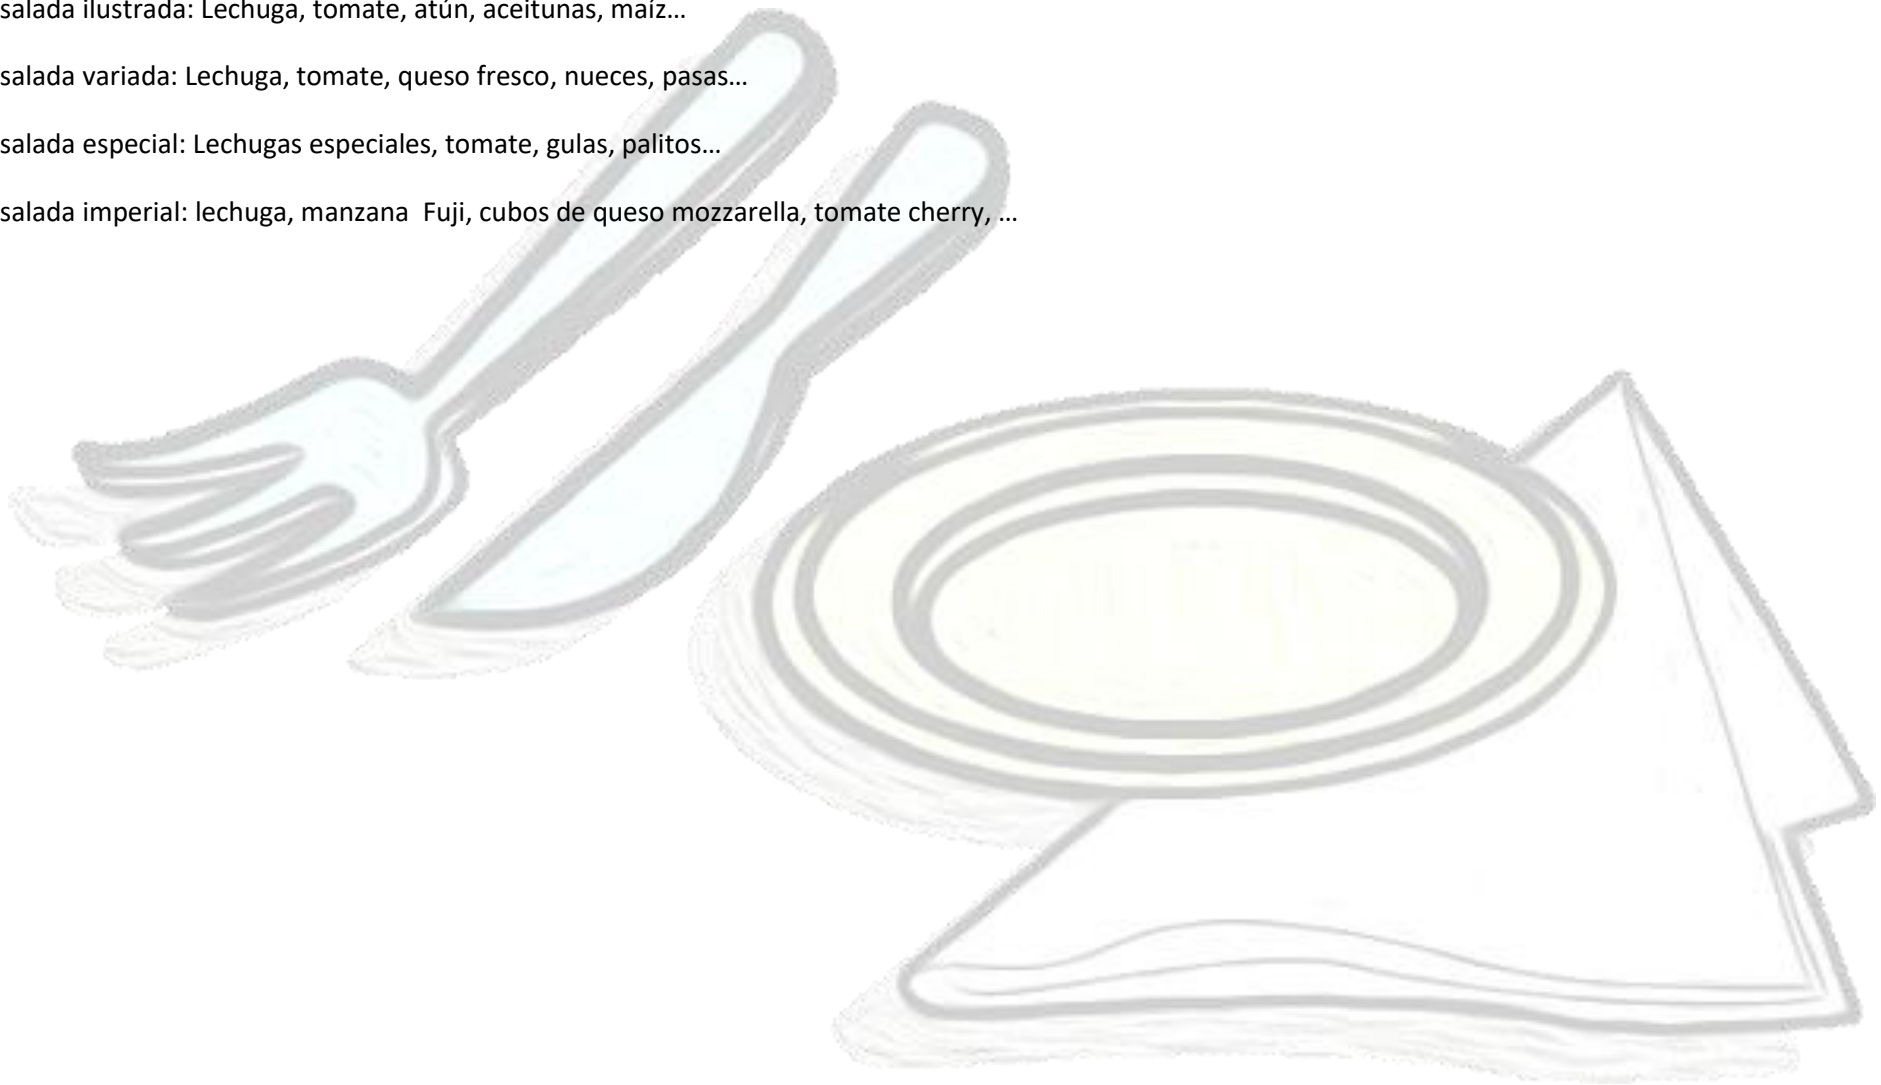 salada ilustrada: Lechuga, tomate, atún, aceitunas, maíz…
salada variada: Lechuga, tomate, queso fresco, nueces, pasas…
salada especial: Lechugas especiales, tomate, gulas, palitos…
salada imperial: lechuga, manzana  Fuji, cubos de queso mozzarella, tomate cherry, …